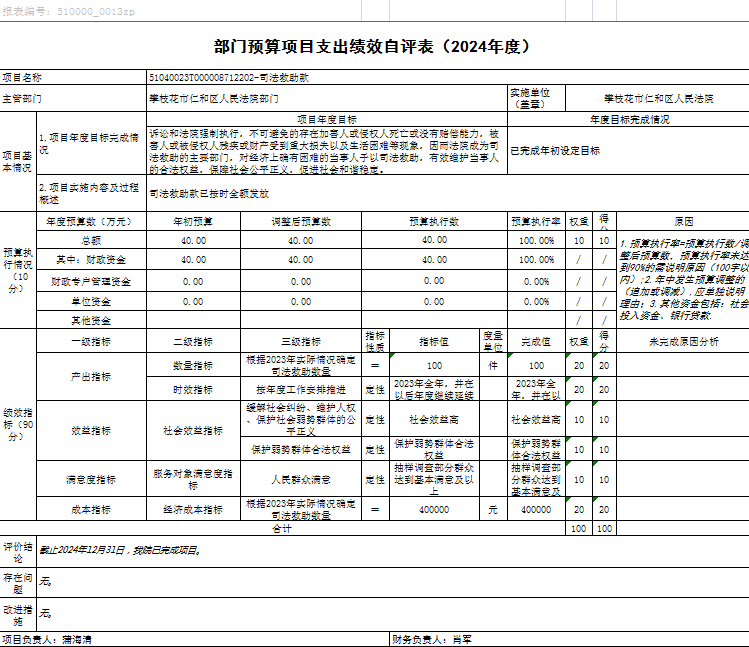 报表编号: 510000_0013zp
部门预算项目支出绩效自评表（2024年度）
项目名称 51040023T000008712202-司法救助款
主管部门 攀枝花市仁和区人民法院部门 实施单位（盖章） 攀枝花市仁和区人民法院
项目基本情况
1.项目年度目标完成情况
项目年度目标 年度目标完成情况
诉讼和法院强制执行，不可避免的存在加害人或侵权人死亡或没有赔偿能力，被
害人或被侵权人残疾或财产受到重大损失以及生活困难等现象，因而法院成为司
法救助的主要部门，对经济上确有困难的当事人予以司法救助，有效维护当事人
的合法权益，保障社会公平正义，促进社会和谐稳定。
已完成年初设定目标
2.项目实施内容及过程概述 司法救助款已按时全额发放
预算执行情况（10分）
年度预算数（万元） 年初预算 调整后预算数 预算执行数 预算执行率 权重 得分 原因
总额 40.00 40.00 40.00 100.00% 10 10
其中：财政资金 40.00 40.00 40.00 100.00% / /
财政专户管理资金 0.00 0.00 0.00 0.00% / /
单位资金 0.00 0.00 0.00 0.00% / /
其他资金 / /
1.预算执行率=预算执行数/调
整后预算数、预算执行率未达
到90%的需说明原因（100字以
内）；2.年中发生预算调整的
（追加或调减），应单独说明
理由；3.其他资金包括：社会
投入资金、银行贷款.
绩效指标（90分）
一级指标 二级指标 三级指标 指标性质 指标值 度量单位 完成值 权重 得分 未完成原因分析
产出指标 数量指标 根据2023年实际情况确定司法救助数量 ＝ 100 件 100 20 20
时效指标 按年度工作安排推进 定性 2023年全年，并在以后年度继续延续 2023年全年，并在以 20 20
效益指标 社会效益指标 缓解社会纠纷、维护人权、保护社会弱势群体的公平正义 定性 社会效益高 社会效益高 10 10
保护弱势群体合法权益 定性 保护弱势群体合法权益 保护弱势群体合法权益 10 10
满意度指标 服务对象满意度指标 人民群众满意 定性 抽样调查部分群众达到基本满意及以上 抽样调查部分群众达到基本满意及 10 10
成本指标 经济成本指标 根据2023年实际情况确定司法救助数量 ＝ 400000 元 400000 20 20
合计 100 100
评价结论 截止2024年12月31日，我院已完成项目。
存在问题 无。
改进措施 无。
项目负责人：蒲海清 财务负责人：肖军